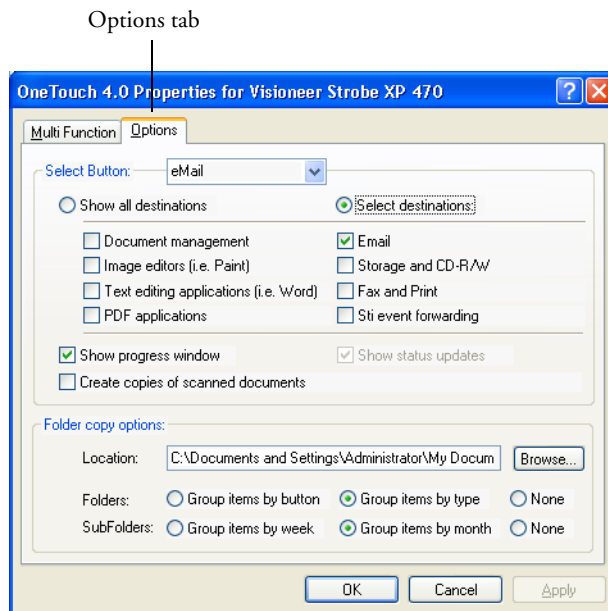 Options tab
OneTouch 4.0 Properties for Visioneer Strobe XP 470
Multi Function Options
Select Button: eMail
Show all destinations Select destinations:
Document management Email
Image editors (i.e. Paint) Storage and CD-R/W
Text editing applications (i.e. Word) Fax and Print
PDF applications Sti event forwarding
Show progress window Show status updates
Create copies of scanned documents
Folder copy options:
Location: C:\Documents and Settings\Administrator\My Docum Browse...
Folders: Group items by button Group items by type None
SubFolders: Group items by week Group items by month None
OK Cancel Apply